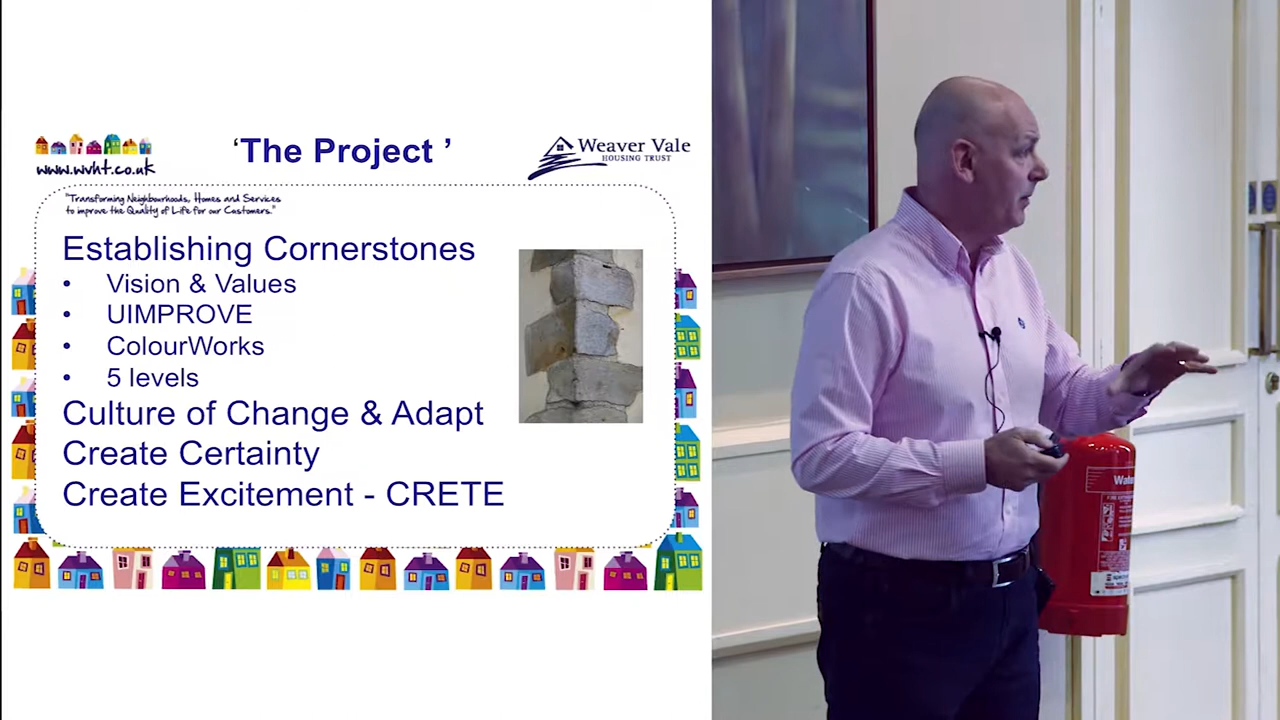 'The Project '
www.wvht.co.uk
Weaver Vale
HOUSING TRUST
"Transforming Neighbourhoods, Homes and Services
to improve the Quality of Life for our Customers."
Establishing Cornerstones
• Vision & Values
• UIMPROVE
• ColourWorks
• 5 levels
Culture of Change & Adapt
Create Certainty
Create Excitement - CRETE